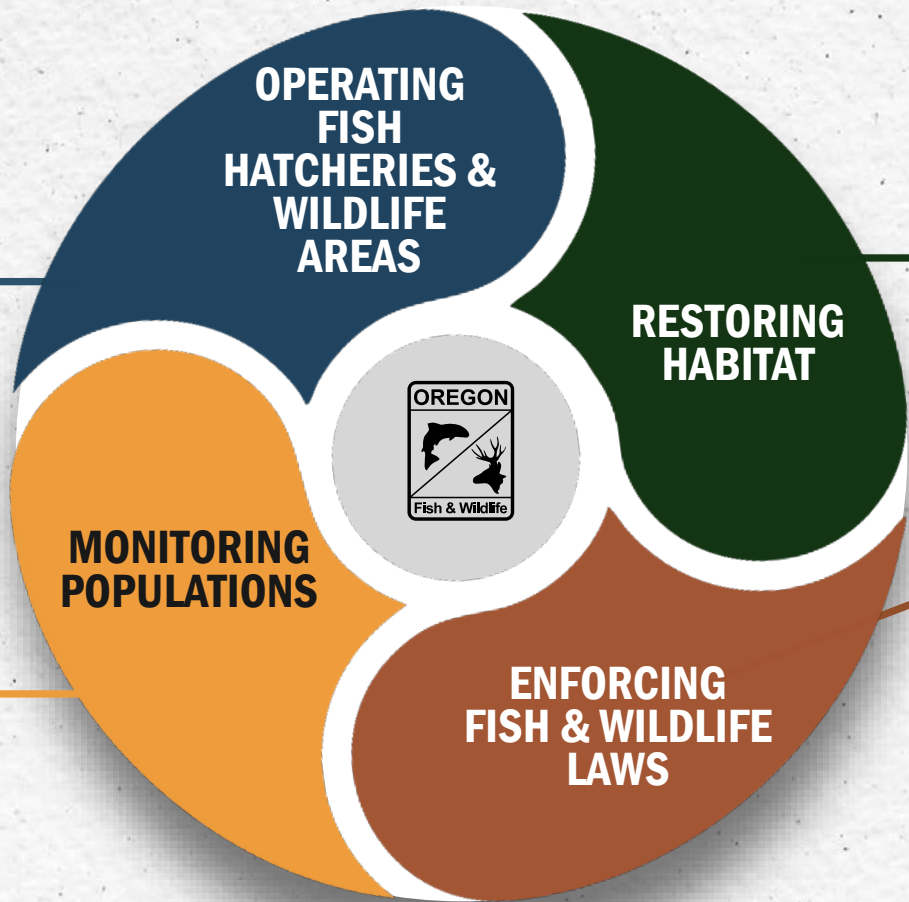 OPERATING
FISH
HATCHERIES &
WILDLIFE
AREAS
RESTORING
HABITAT
OREGON
Fish & Wildlife
MONITORING
POPULATIONS
ENFORCING
FISH & WILDLIFE
LAWS